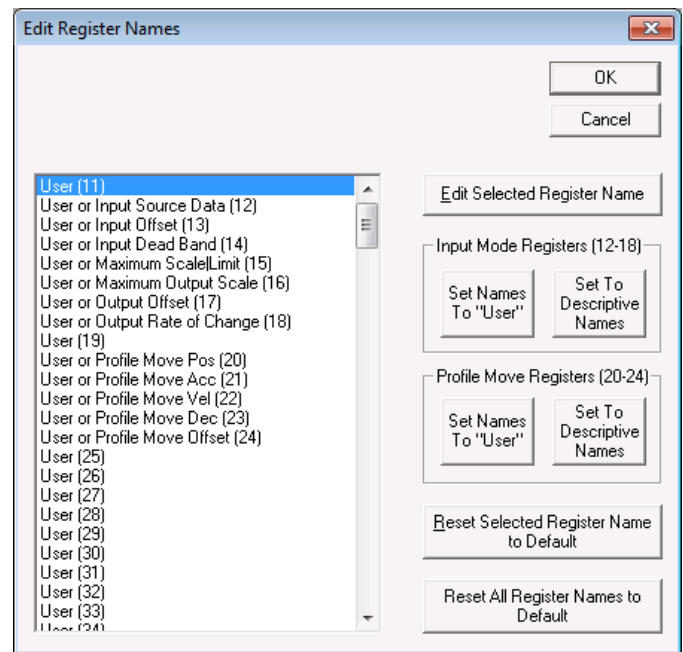 Edit Register Names
OK
Cancel
User (11)
User or Input Source Data (12)
User or Input Offset (13)
User or Input Dead Band (14)
User or Maximum Scale|Limit (15)
User or Maximum Output Scale (16)
User or Output Offset (17)
User or Output Rate of Change (18)
User (19)
User or Profile Move Pos (20)
User or Profile Move Acc (21)
User or Profile Move Vel (22)
User or Profile Move Dec (23)
User or Profile Move Offset (24)
User (25)
User (26)
User (27)
User (28)
User (29)
User (30)
User (31)
User (32)
User (33)
User (34)
Edit Selected Register Name
Input Mode Registers (12-18)
Set Names
To "User"
Set To
Descriptive
Names
Profile Move Registers (20-24)
Set Names
To "User"
Set To
Descriptive
Names
Reset Selected Register Name
to Default
Reset All Register Names to
Default